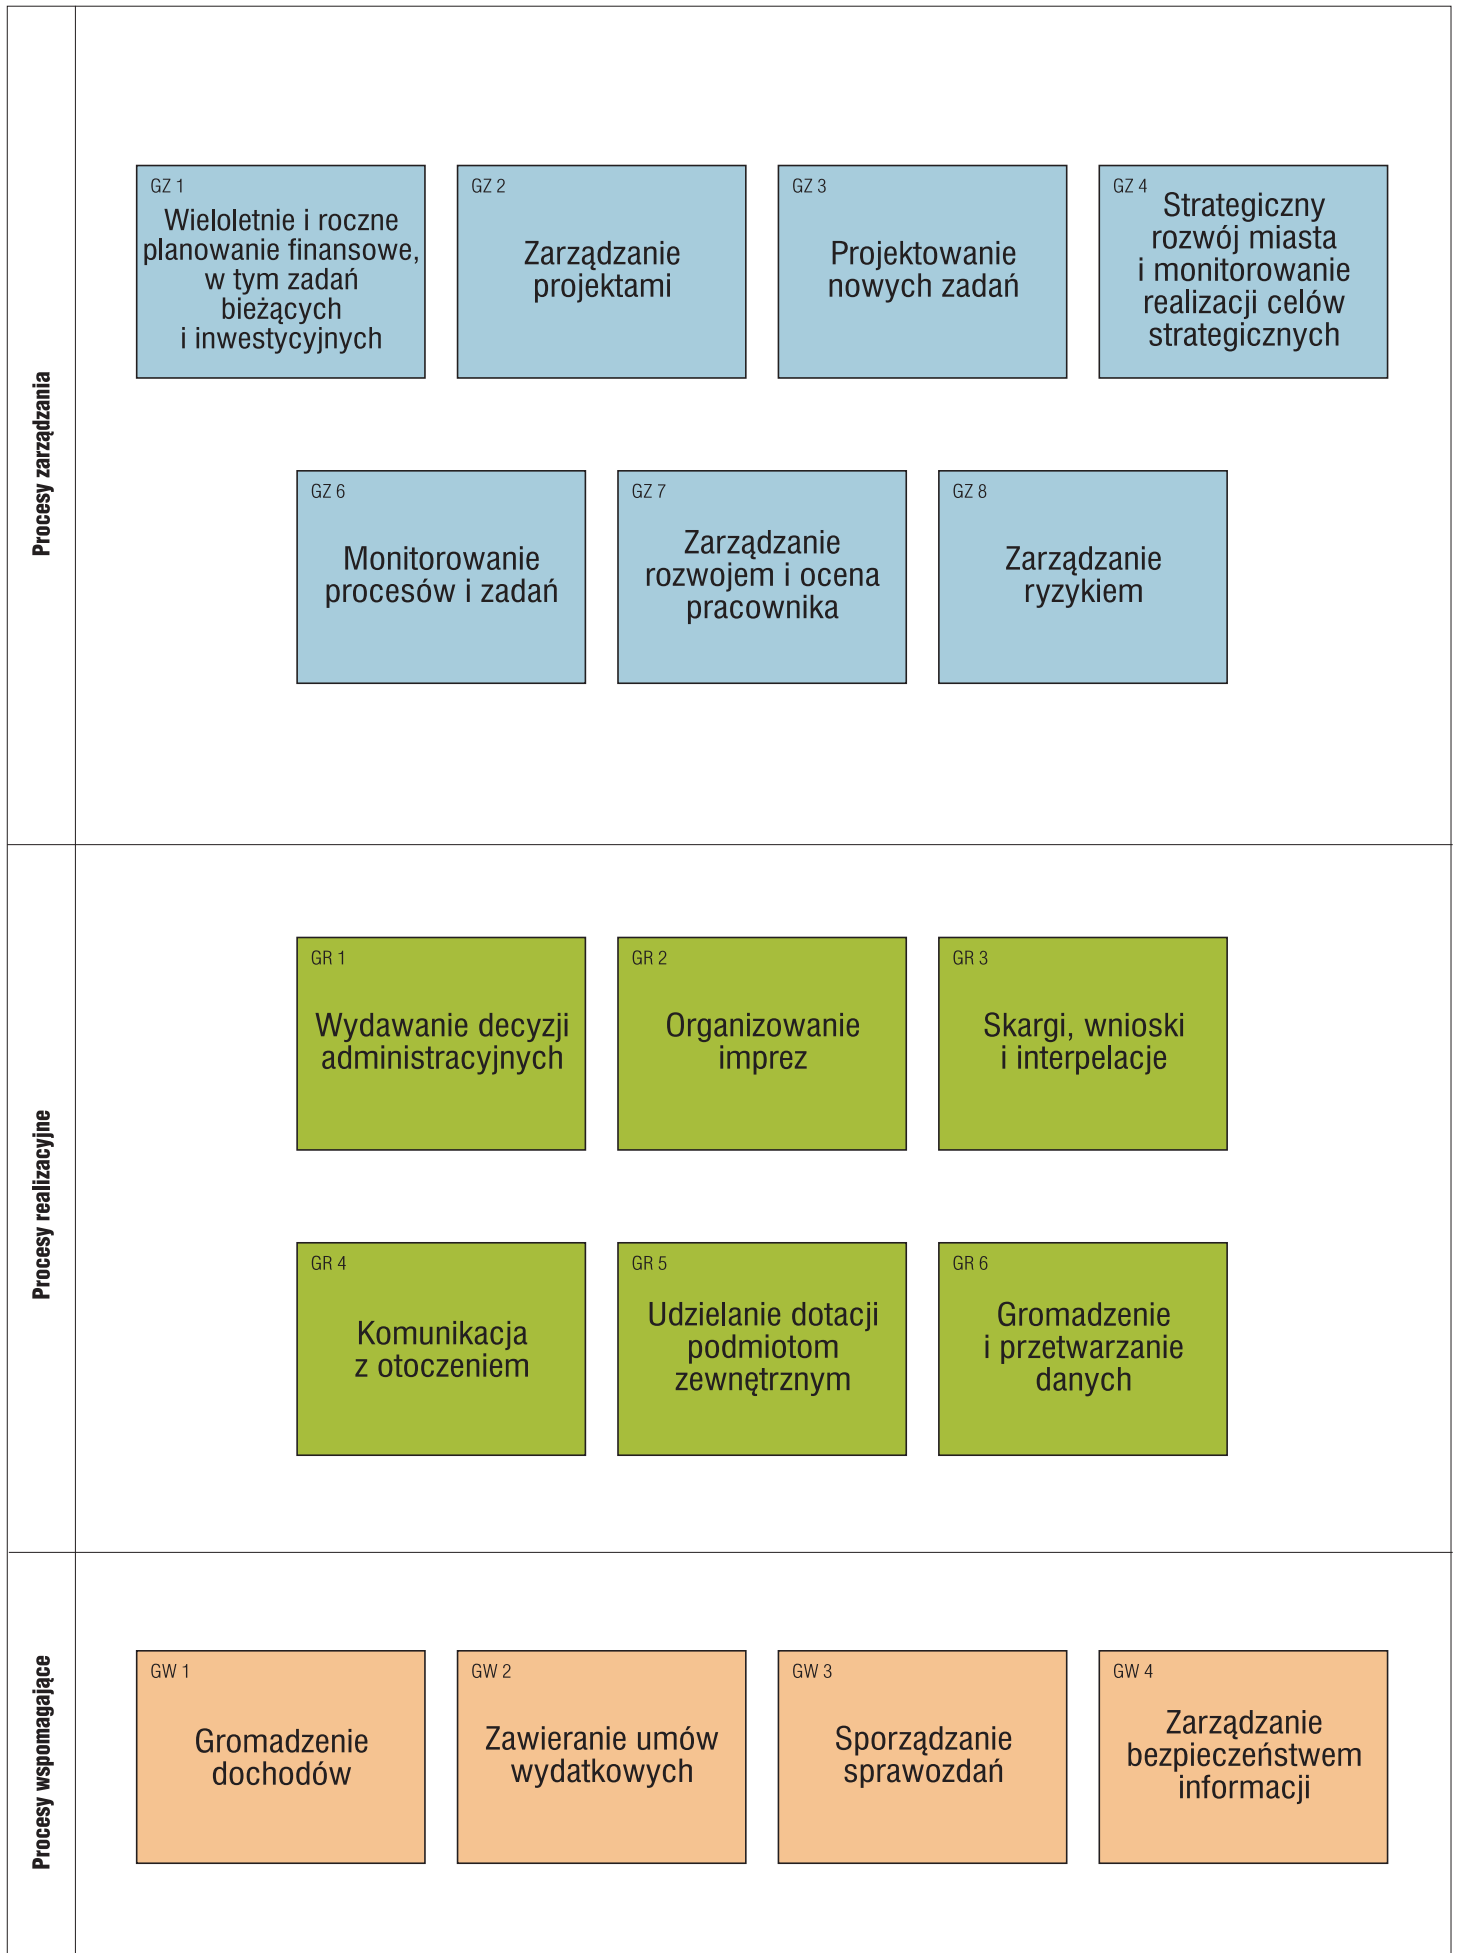 Procesy zarządzania
GZ 1
Wieloletnie i roczne
planowanie finansowe,
w tym zadań
bieżących
i inwestycyjnych
GZ 2
Zarządzanie
projektami
GZ 3
Projektowanie
nowych zadań
GZ 4
Strategiczny
rozwój miasta
i monitorowanie
realizacji celów
strategicznych
GZ 6
Monitorowanie
procesów i zadań
GZ 7
Zarządzanie
rozwojem i ocena
pracownika
GZ 8
Zarządzanie
ryzykiem
Procesy realizacyjne
GR 1
Wydawanie decyzji
administracyjnych
GR 2
Organizowanie
imprez
GR 3
Skargi, wnioski
i interpelacje
GR 4
Komunikacja
z otoczeniem
GR 5
Udzielanie dotacji
podmiotom
zewnętrznym
GR 6
Gromadzenie
i przetwarzanie
danych
Procesy wspomagające
GW 1
Gromadzenie
dochodów
GW 2
Zawieranie umów
wydatkowych
GW 3
Sporządzanie
sprawozdań
GW 4
Zarządzanie
bezpieczeństwem
informacji